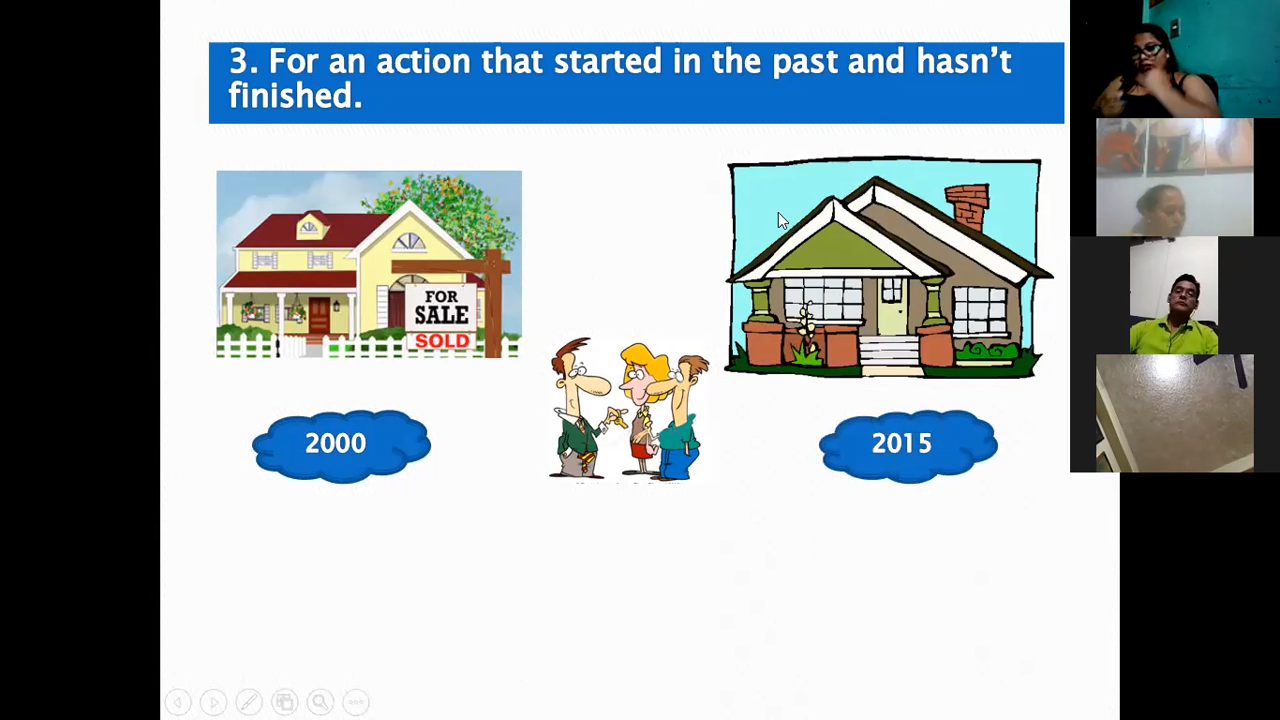 3. For an action that started in the past and hasn't
finished.
FOR
SALE
SOLD
2000
2015